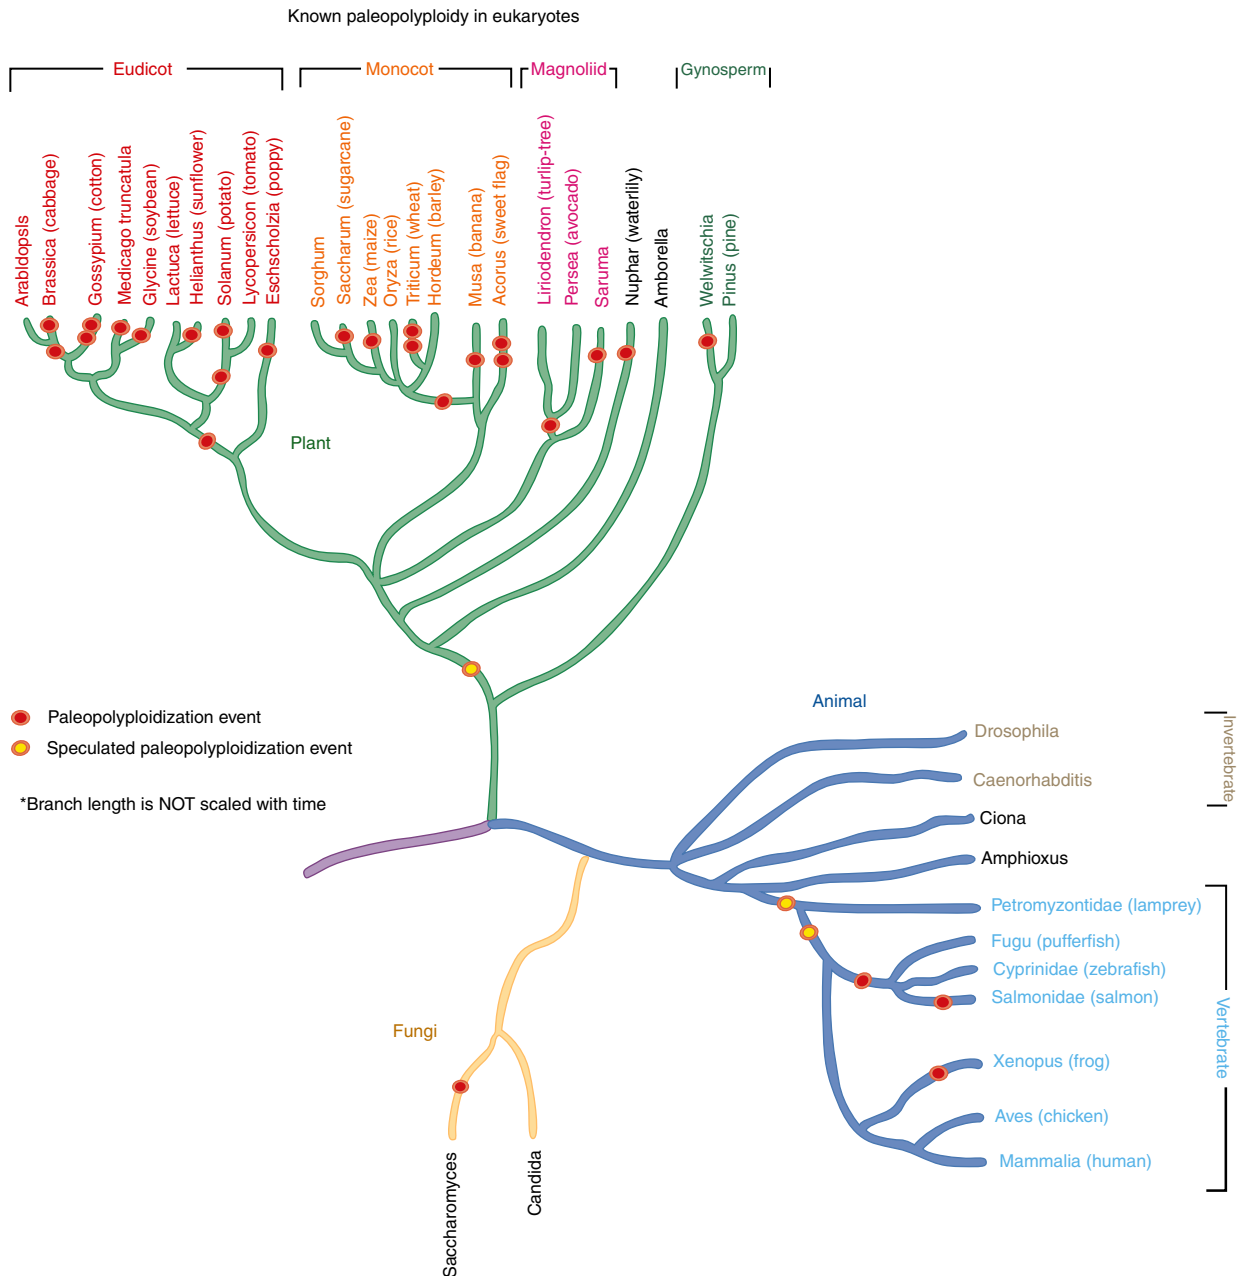 Known paleopolyploidy in eukaryotes
Eudicot
Monocot
Magnoliid
Gynosperm
Arabldopsls
Brassica (cabbage)
Gossypium (cotton)
Medicago truncatula
Glycine (soybean)
Lactuca (lettuce)
Helianthus (sunflower)
Solanum (potato)
Lycopersicon (tomato)
Eschscholzia (poppy)
Sorghum
Saccharum (sugarcane)
Zea (maize)
Oryza (rice)
Triticum (wheat)
Hordeum (barley)
Musa (banana)
Acorus (sweet flag)
Liriodendron (turlip-tree)
Persea (avocado)
Saruma
Nuphar (waterlily)
Amborella
Welwitschia
Pinus (pine)
Plant
Paleopolyploidization event
Speculated paleopolyploidization event
*Branch length is NOT scaled with time
Animal
Drosophila
Caenorhabditis
Invertebrate
Ciona
Amphioxus
Petromyzontidae (lamprey)
Fugu (pufferfish)
Cyprinidae (zebrafish)
Salmonidae (salmon)
Vertebrate
Xenopus (frog)
Aves (chicken)
Mammalia (human)
Fungi
Saccharomyces
Candida